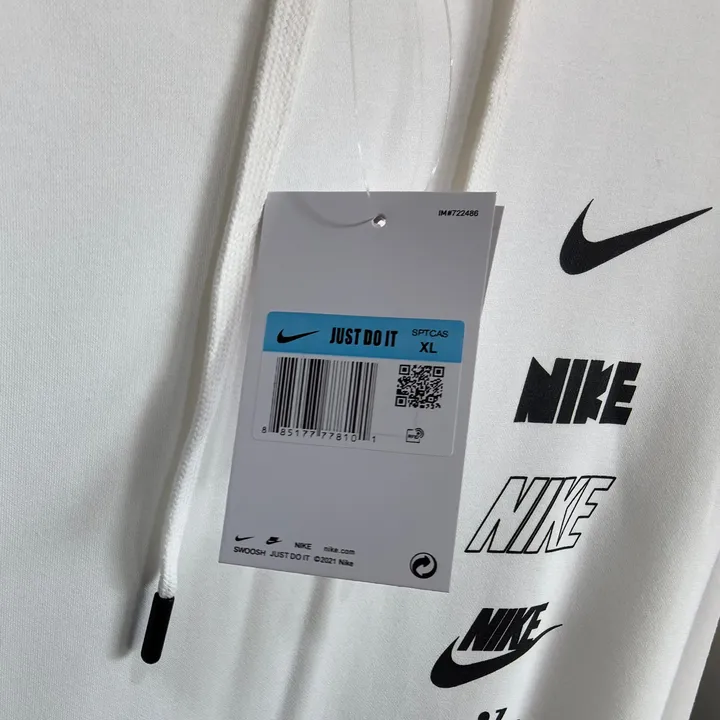 IM#722486
JUST DO IT
SPTCAS
XL
8 85177 77810 1
NIKE nike.com
SWOOSH JUST DO IT ©2021 Nike
NIKE
NIKE
NIKE